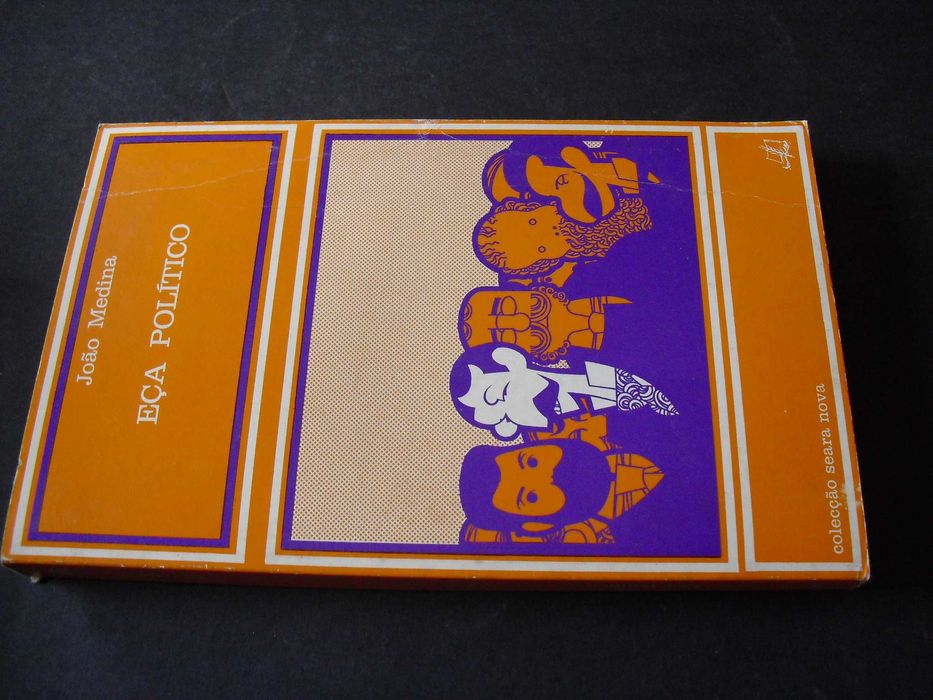 João Medina
EÇA POLÍTICO
colecção seara nova